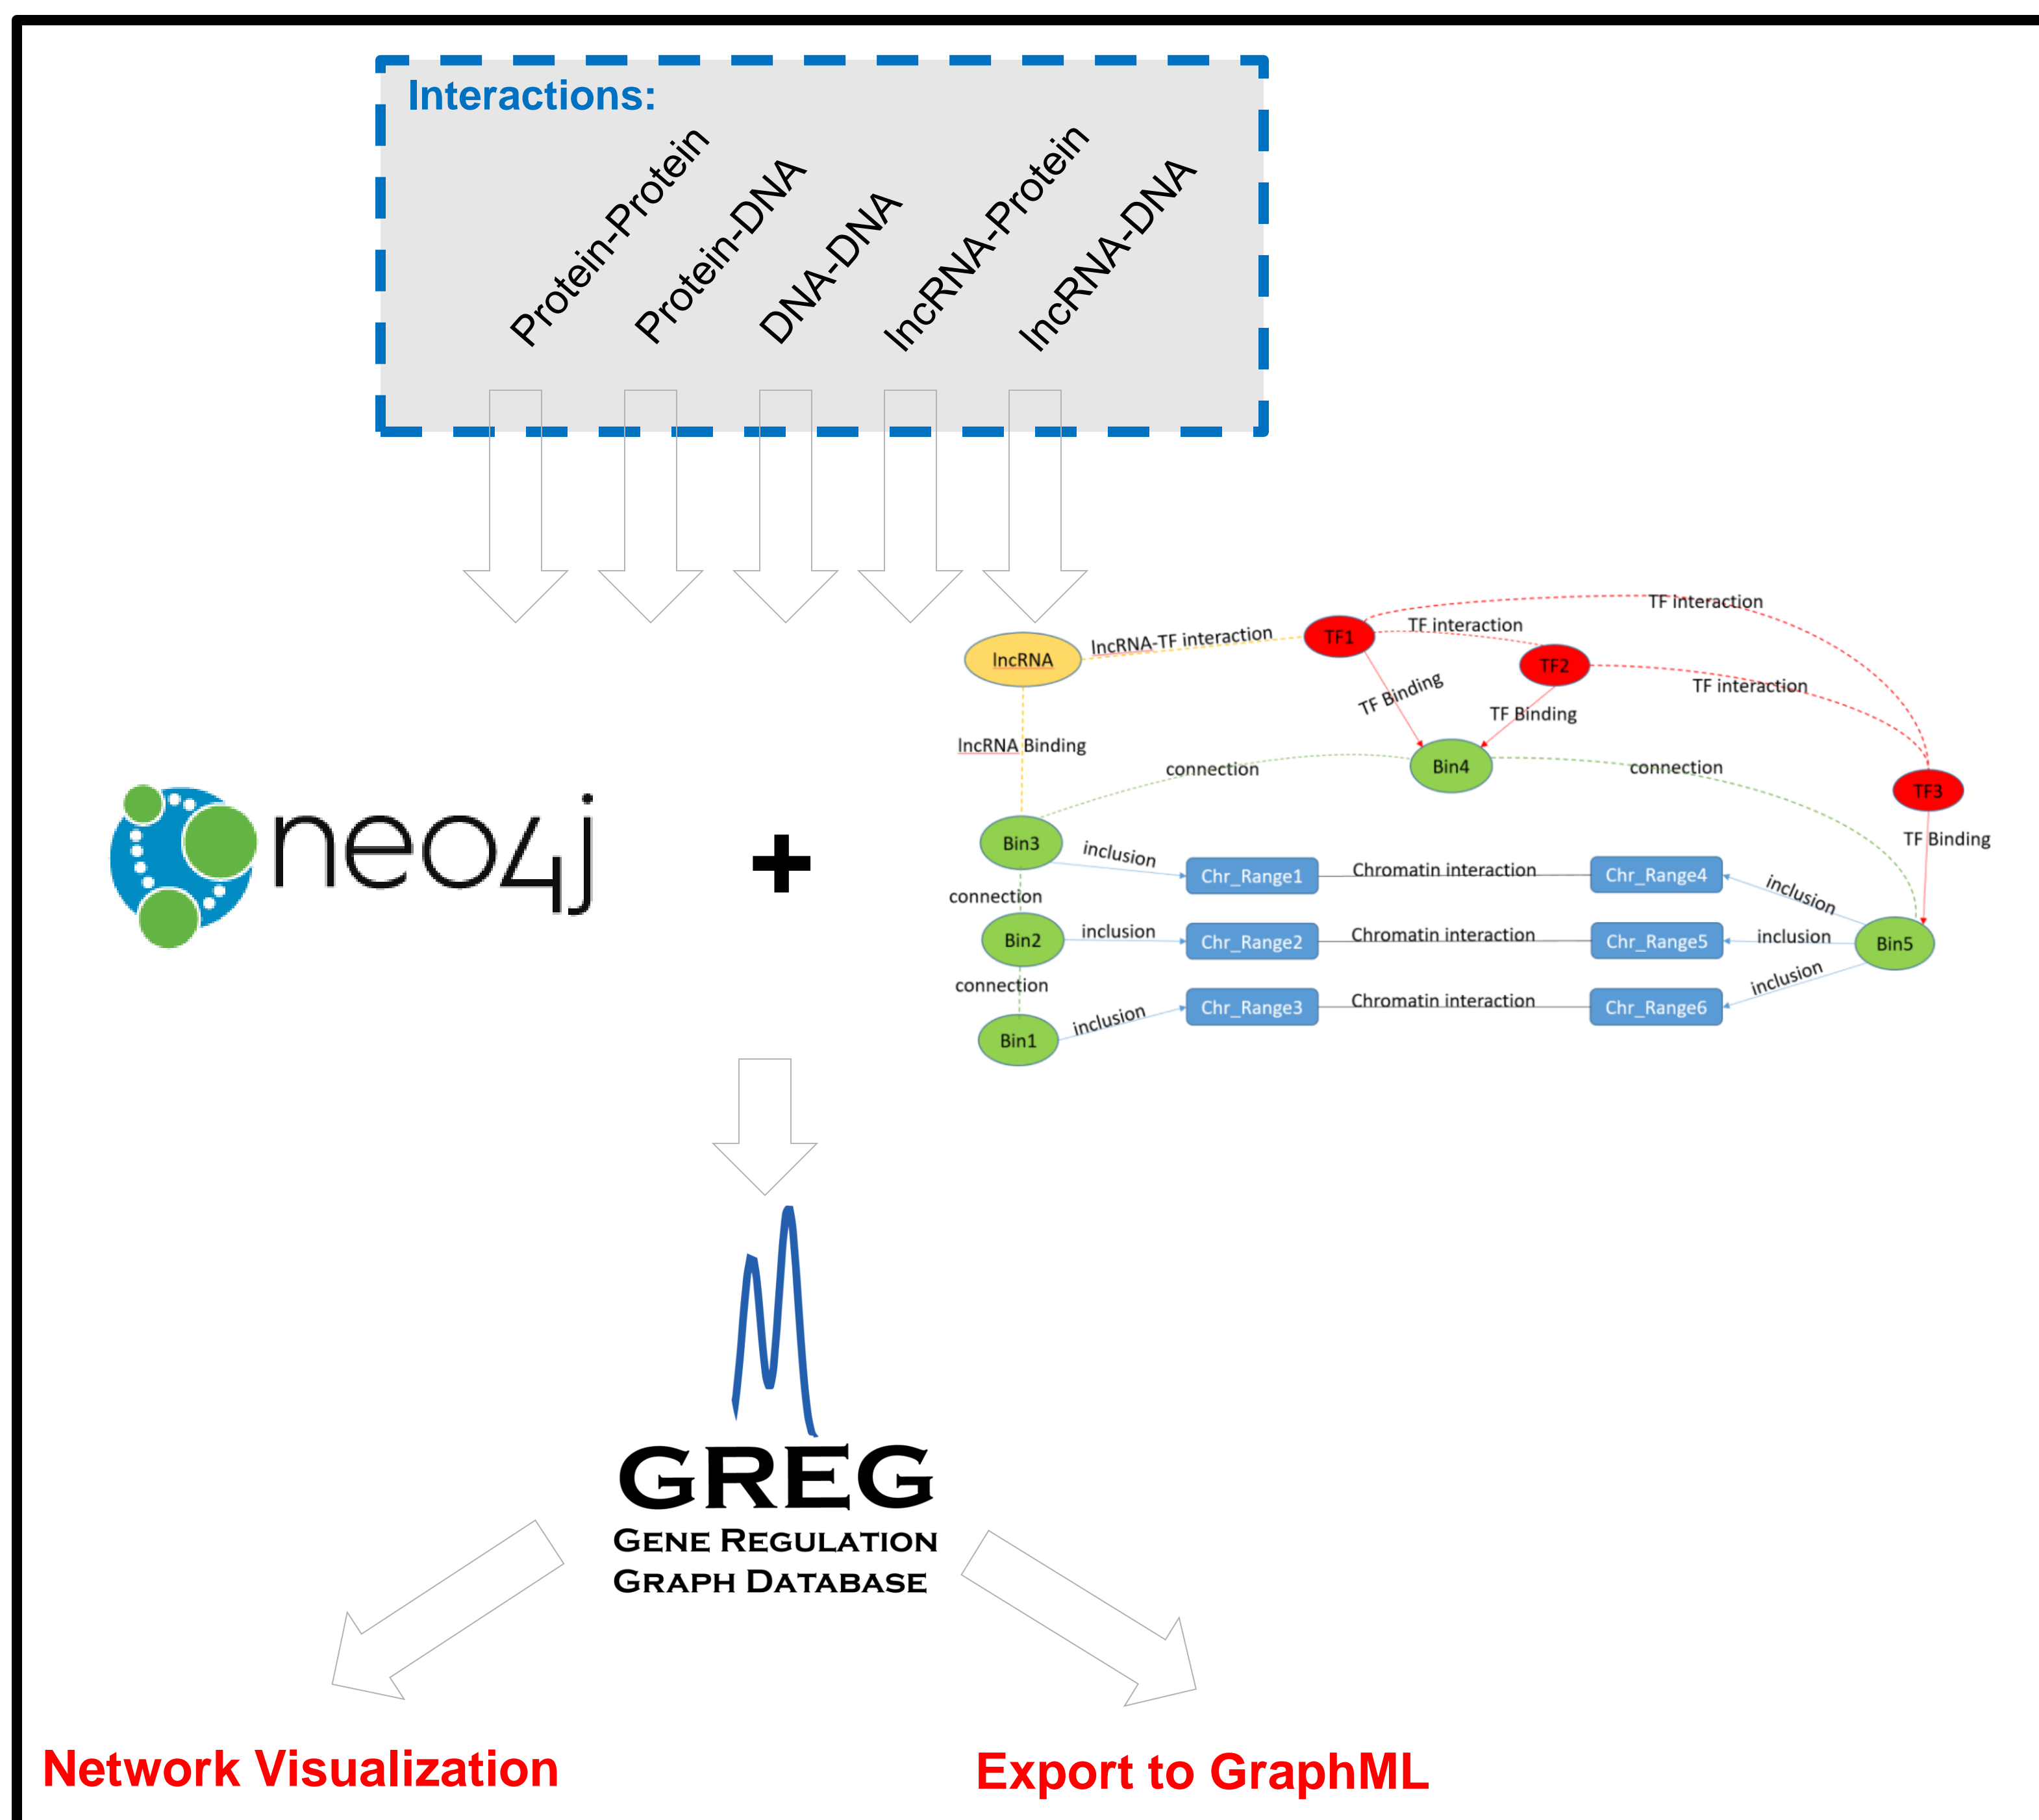 Interactions:
Protein-Protein
Protein-DNA
DNA-DNA
lncRNA-Protein
lncRNA-DNA
TF interaction
lncRNA-TF interaction
TF1
TF interaction
lncRNA
TF2
TF Binding
TF interaction
TF Binding
lncRNA Binding
connection
Bin4
connection
TF3
neo4j
+
Bin3
inclusion
TF Binding
Chr_Range1
Chromatin interaction
Chr_Range4
inclusion
connection
Bin2
inclusion
Chr_Range2
Chromatin interaction
Chr_Range5
inclusion
Bin5
connection
inclusion
Bin1
inclusion
Chr_Range3
Chromatin interaction
Chr_Range6
GREG
GENE REGULATION
GRAPH DATABASE
Network Visualization
Export to GraphML